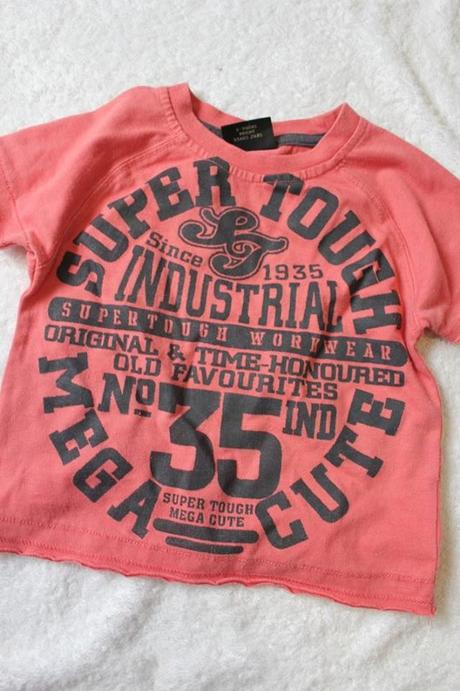 SUPER TOUGH
ST
Since 1935
INDUSTRIAL
SUPERTOUGH WORKWEAR
ORIGINAL & TIME-HONOURED
OLD FAVOURITES
No 35 IND
SUPER TOUGH
MEGA CUTE
MEGA CUTE